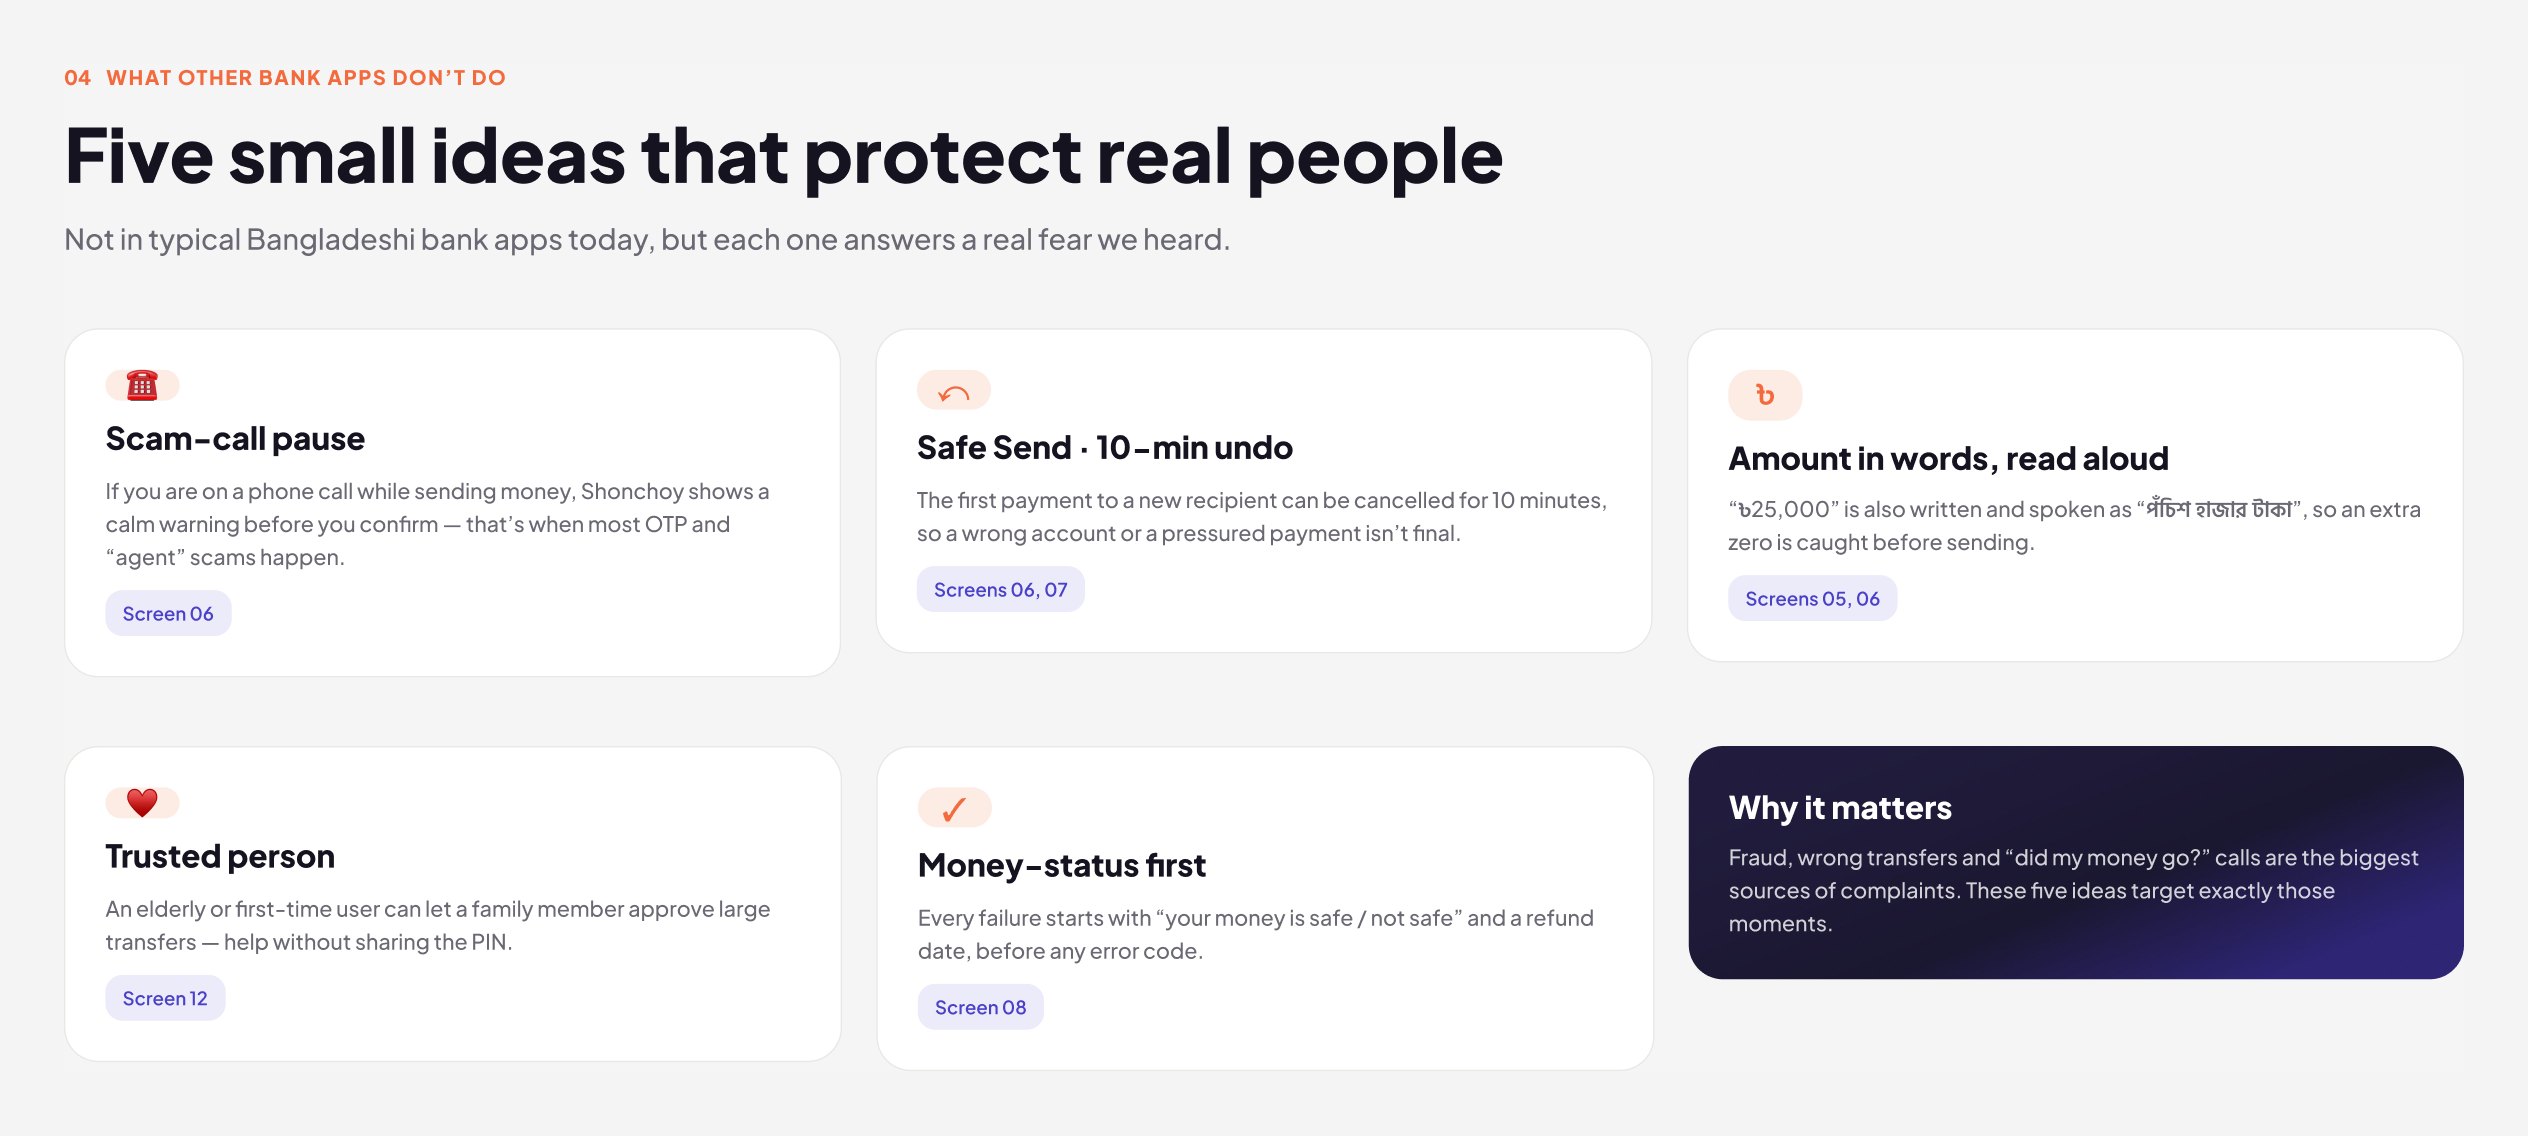 04 WHAT OTHER BANK APPS DON’T DO
Five small ideas that protect real people
Not in typical Bangladeshi bank apps today, but each one answers a real fear we heard.
Scam-call pause
If you are on a phone call while sending money, Shonchoy shows a
calm warning before you confirm — that’s when most OTP and
“agent” scams happen.
Screen 06
Safe Send · 10-min undo
The first payment to a new recipient can be cancelled for 10 minutes,
so a wrong account or a pressured payment isn’t final.
Screens 06, 07
৳
Amount in words, read aloud
“৳25,000” is also written and spoken as “পঁচিশ হাজার টাকা”, so an extra
zero is caught before sending.
Screens 05, 06
Trusted person
An elderly or first-time user can let a family member approve large
transfers — help without sharing the PIN.
Screen 12
Money-status first
Every failure starts with “your money is safe / not safe” and a refund
date, before any error code.
Screen 08
Why it matters
Fraud, wrong transfers and “did my money go?” calls are the biggest
sources of complaints. These five ideas target exactly those
moments.